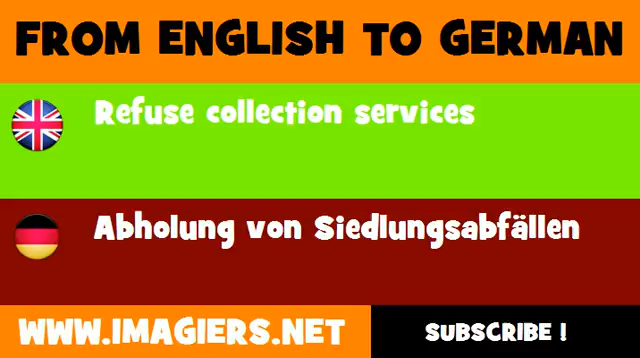 FROM ENGLISH TO GERMAN
Refuse collection services
Abholung von Siedlungsabfällen
WWW.IMAGIERS.NET
SUBSCRIBE !